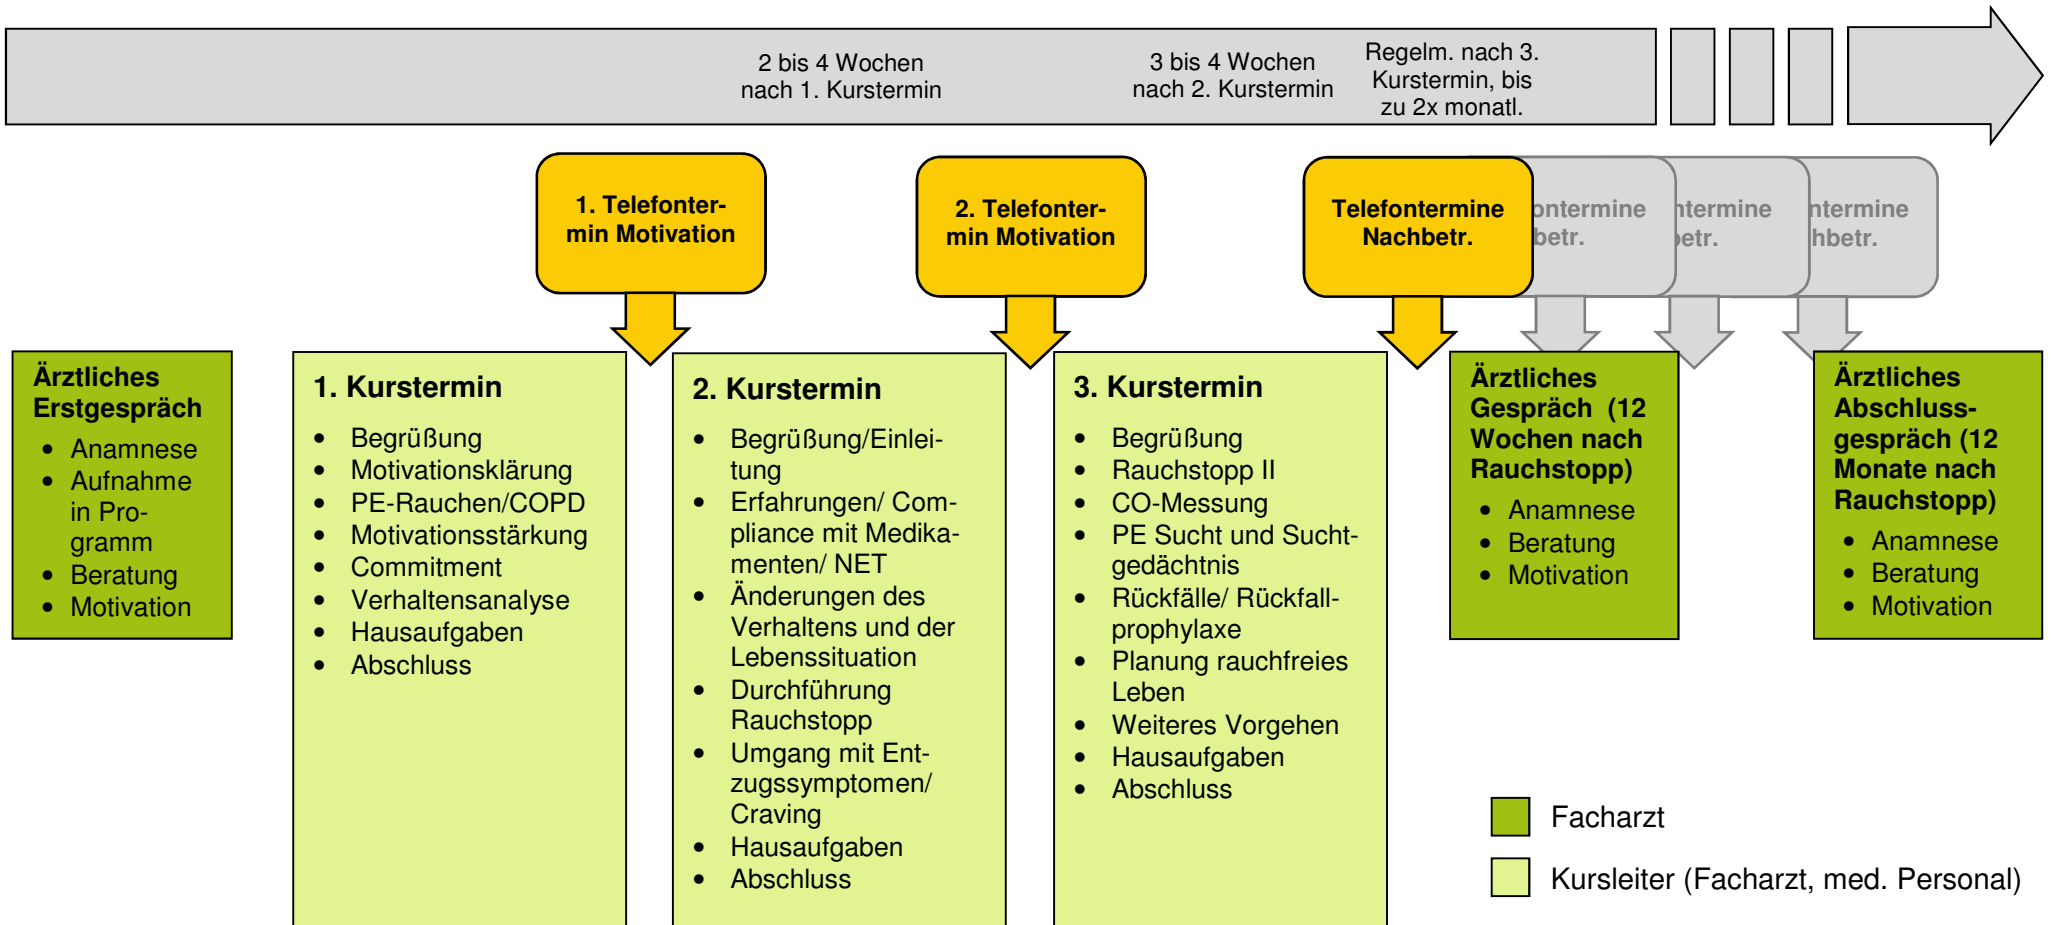 2 bis 4 Wochen
nach 1. Kurstermin
3 bis 4 Wochen
nach 2. Kurstermin
Regelm. nach 3.
Kurstermin, bis
zu 2x monatl.
1. Telefonter-
min Motivation
2. Telefonter-
min Motivation
Telefontermine
Nachbetr.
ontermine
betr.
ntermine
etr.
ntermine
hbetr.
Ärztliches
Erstgespräch
• Anamnese
• Aufnahme
in Pro-
gramm
• Beratung
• Motivation
1. Kurstermin
• Begrüßung
• Motivationsklärung
• PE-Rauchen/COPD
• Motivationsstärkung
• Commitment
• Verhaltensanalyse
• Hausaufgaben
• Abschluss
2. Kurstermin
• Begrüßung/Einlei-
tung
• Erfahrungen/ Com-
pliance mit Medika-
menten/ NET
• Änderungen des
Verhaltens und der
Lebenssituation
• Durchführung
Rauchstopp
• Umgang mit Ent-
zugssymptomen/
Craving
• Hausaufgaben
• Abschluss
3. Kurstermin
• Begrüßung
• Rauchstopp II
• CO-Messung
• PE Sucht und Sucht-
gedächtnis
• Rückfälle/ Rückfall-
prophylaxe
• Planung rauchfreies
Leben
• Weiteres Vorgehen
• Hausaufgaben
• Abschluss
Ärztliches
Gespräch (12
Wochen nach
Rauchstopp)
• Anamnese
• Beratung
• Motivation
Ärztliches
Abschluss-
gespräch (12
Monate nach
Rauchstopp)
• Anamnese
• Beratung
• Motivation
Facharzt
Kursleiter (Facharzt, med. Personal)